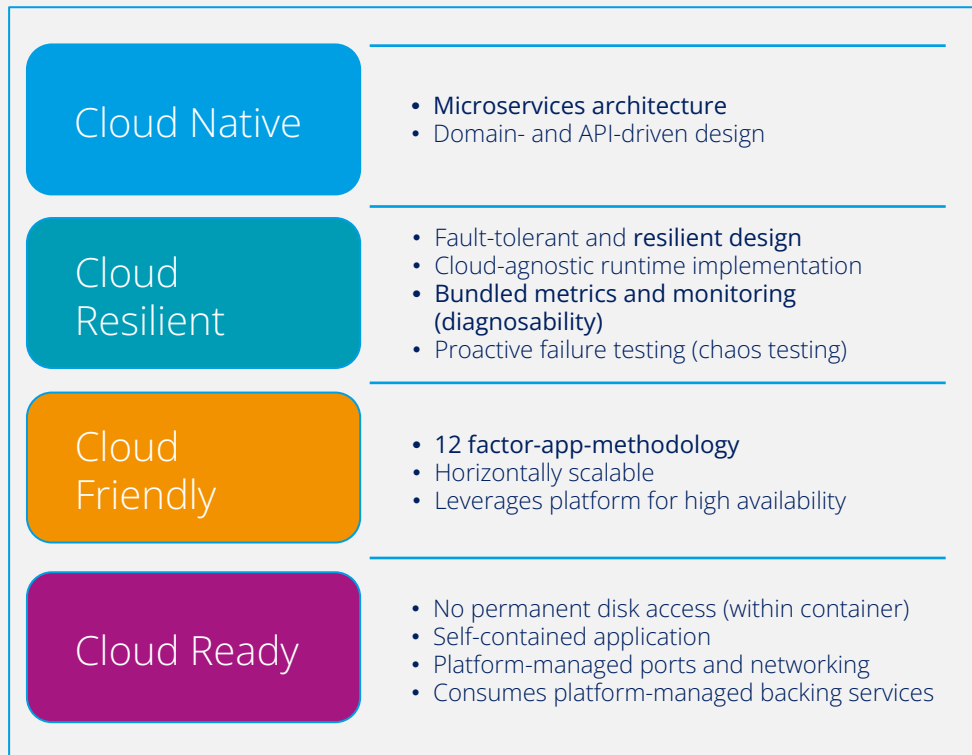 Cloud Native
• Microservices architecture
• Domain- and API-driven design
Cloud
Resilient
• Fault-tolerant and resilient design
• Cloud-agnostic runtime implementation
• Bundled metrics and monitoring
(diagnosability)
• Proactive failure testing (chaos testing)
Cloud
Friendly
• 12 factor-app-methodology
• Horizontally scalable
• Leverages platform for high availability
Cloud Ready
• No permanent disk access (within container)
• Self-contained application
• Platform-managed ports and networking
• Consumes platform-managed backing services